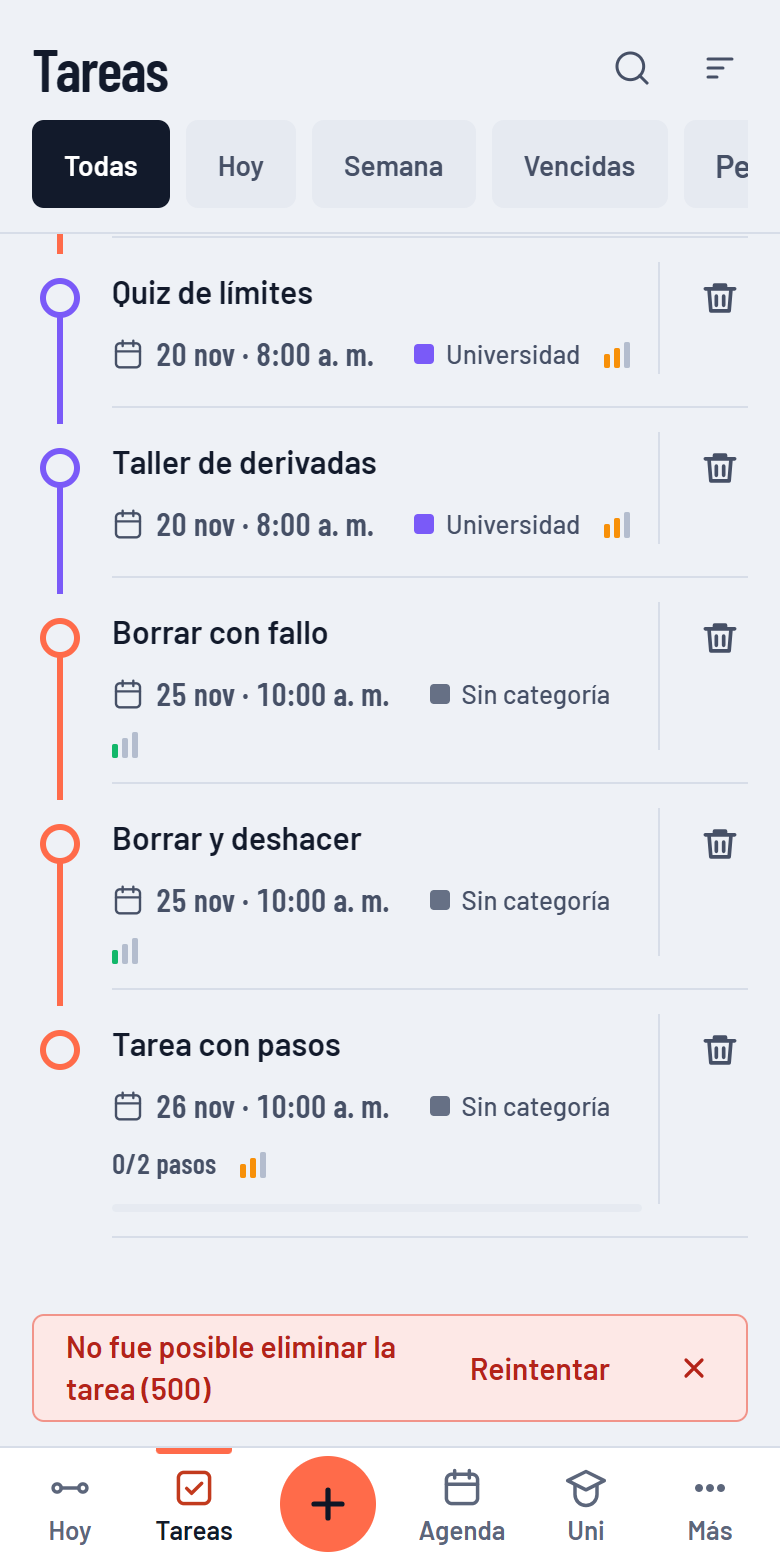 Tareas
Todas
Hoy
Semana
Vencidas
Pe
Quiz de límites
20 nov · 8:00 a. m.
Universidad
Taller de derivadas
20 nov · 8:00 a. m.
Universidad
Borrar con fallo
25 nov · 10:00 a. m.
Sin categoría
Borrar y deshacer
25 nov · 10:00 a. m.
Sin categoría
Tarea con pasos
26 nov · 10:00 a. m.
Sin categoría
0/2 pasos
No fue posible eliminar la
tarea (500)
Reintentar
Hoy
Tareas
Agenda
Uni
Más